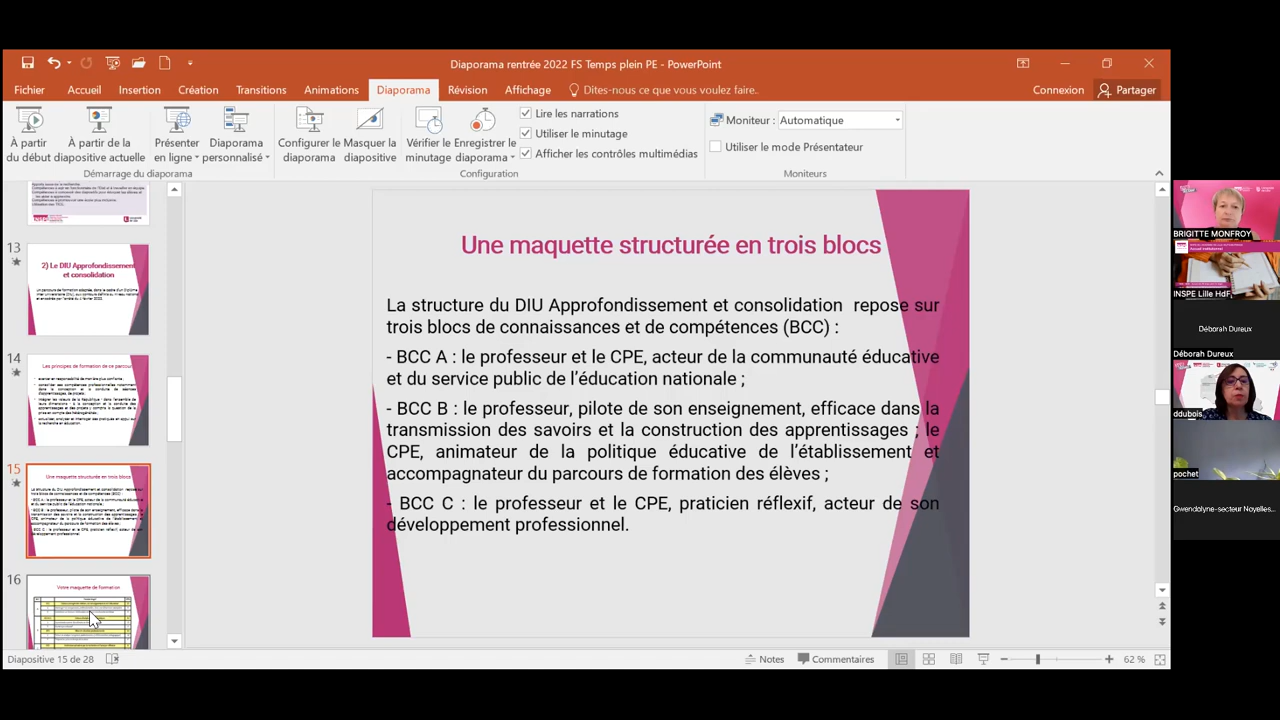 Diaporama rentrée 2022 FS Temps plein PE - PowerPoint
Fichier Accueil Insertion Création Transitions Animations Diaporama Révision Affichage Dites-nous ce que vous voulez faire.. Connexion Partager
À partir du début
À partir de la diapositive actuelle
Présenter en ligne
Diaporama personnalisé
Démarrage du diaporama
Configurer le diaporama
Masquer la diapositive
Vérifier le minutage
Enregistrer le diaporama
Lire les narrations
Utiliser le minutage
Afficher les contrôles multimédias
Configuration
Moniteur : Automatique
Utiliser le mode Présentateur
Moniteurs
13
2) Le DIU Approfondissement
et consolidation
14
Les principes de formation de ce parcours
15
Une maquette structurée en trois blocs
16
Votre maquette de formation
Une maquette structurée en trois blocs
La structure du DIU Approfondissement et consolidation repose sur
trois blocs de connaissances et de compétences (BCC) :
- BCC A : le professeur et le CPE, acteur de la communauté éducative
et du service public de l'éducation nationale ;
- BCC B : le professeur, pilote de son enseignement, efficace dans la
transmission des savoirs et la construction des apprentissages ; le
CPE, animateur de la politique éducative de l'établissement et
accompagnateur du parcours de formation des élèves ;
- BCC C : le professeur et le CPE, praticien réflexif, acteur de son
développement professionnel.
BRIGITTE MONFROY
INSPE Lille HdF
Déborah Dureux
Déborah Dureux
ddubois
pochet
Gwendolyne-secteur Noyelles...
Diapositive 15 de 28
Notes Commentaires 62 %